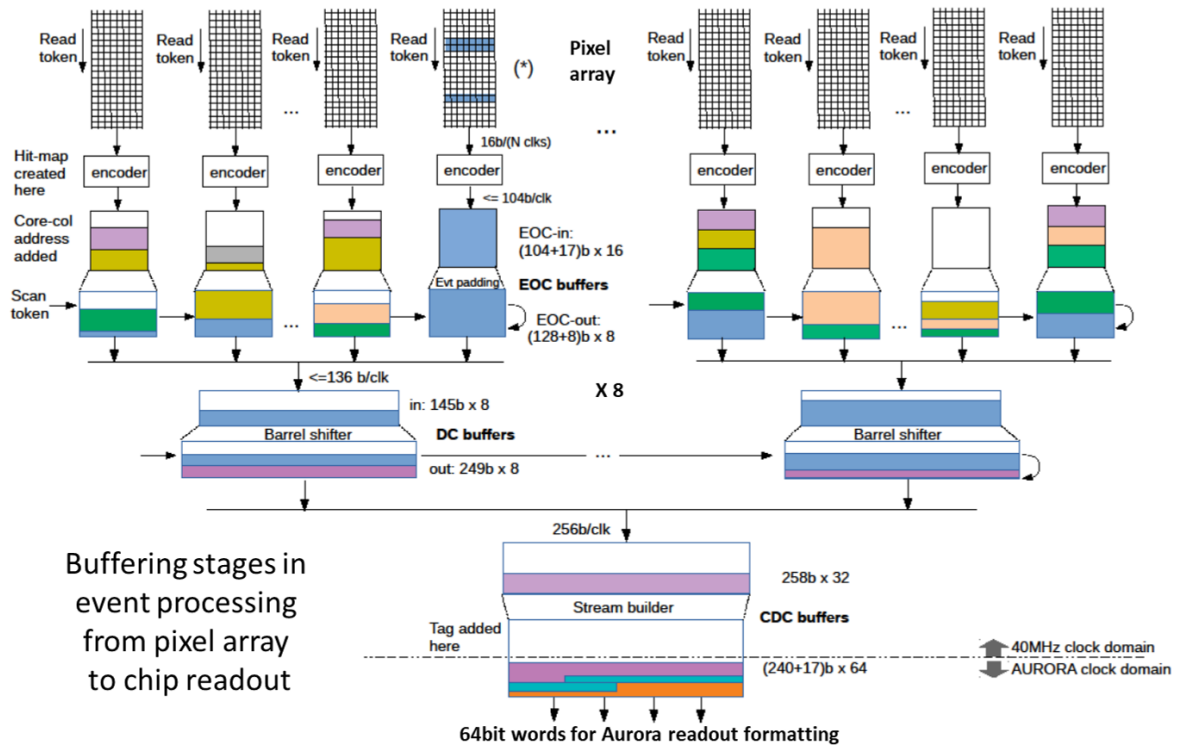 Read token
Read token
Read token
Read token
(*)
Pixel array
Read token
Read token
Read token
Read token
...
...
...
16b/(N clks)
Hit-map created here
encoder
encoder
encoder
encoder
encoder
encoder
encoder
encoder
<= 104b/clk
Core-col address added
EOC-in: (104+17)b x 16
Evt padding
EOC buffers
Scan token
...
EOC-out: (128+8)b x 8
...
<=136 b/clk
X 8
in: 145b x 8
Barrel shifter
DC buffers
Barrel shifter
out: 249b x 8
...
256b/clk
Buffering stages in
event processing
from pixel array
to chip readout
258b x 32
Stream builder
CDC buffers
Tag added here
40MHz clock domain
(240+17)b x 64
AURORA clock domain
64bit words for Aurora readout formatting